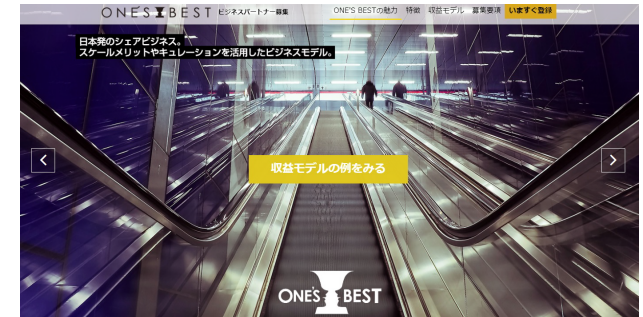 ONE'S BEST ビジネスパートナー募集
ONE'S BESTの魅力 特徴 収益モデル 募集要項 いますぐ登録
日本発のシェアビジネス。
スケールメリットやキュレーションを活用したビジネスモデル。
収益モデルの例をみる
ONE'S BEST